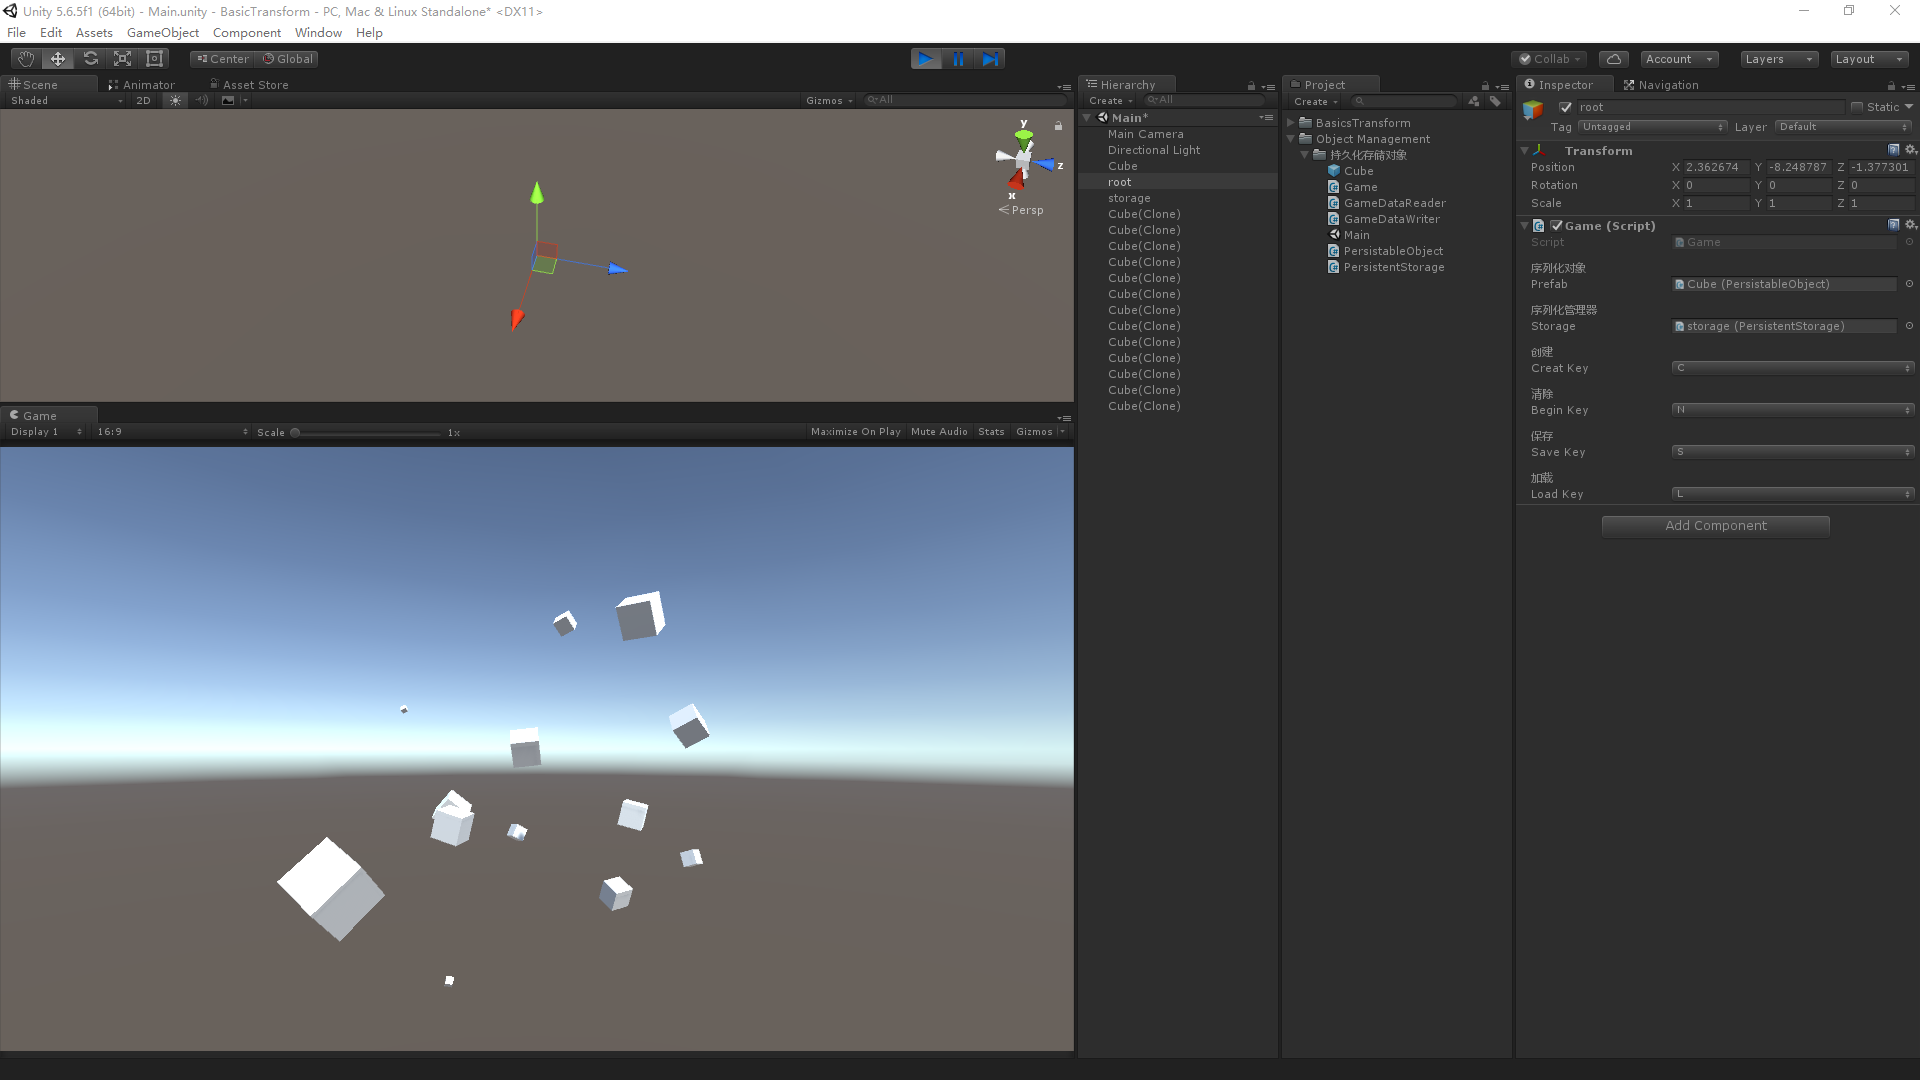 Unity 5.6.5f1 (64bit) - Main.unity - BasicTransform - PC, Mac & Linux Standalone* <DX11>
File Edit Assets GameObject Component Window Help
Center Global
Collab Account Layers Layout
Scene Animator Asset Store
Shaded 2D Gizmos All
y
z
x
Persp
Game
Display 1 16:9 Scale 1x Maximize On Play Mute Audio Stats Gizmos
Hierarchy
Create All
Main*
Main Camera
Directional Light
Cube
root
storage
Cube(Clone)
Cube(Clone)
Cube(Clone)
Cube(Clone)
Cube(Clone)
Cube(Clone)
Cube(Clone)
Cube(Clone)
Cube(Clone)
Cube(Clone)
Cube(Clone)
Cube(Clone)
Cube(Clone)
Project
Create
BasicsTransform
Object Management
持久化存储对象
Cube
Game
GameDataReader
GameDataWriter
Main
PersistableObject
PersistentStorage
Inspector Navigation
root Static
Tag Untagged Layer Default
Transform
Position X 2.362674 Y -8.248787 Z -1.377301
Rotation X 0 Y 0 Z 0
Scale X 1 Y 1 Z 1
Game (Script)
Script Game
序列化对象
Prefab Cube (PersistableObject)
序列化管理器
Storage storage (PersistentStorage)
创建
Creat Key C
清除
Begin Key N
保存
Save Key S
加载
Load Key L
Add Component